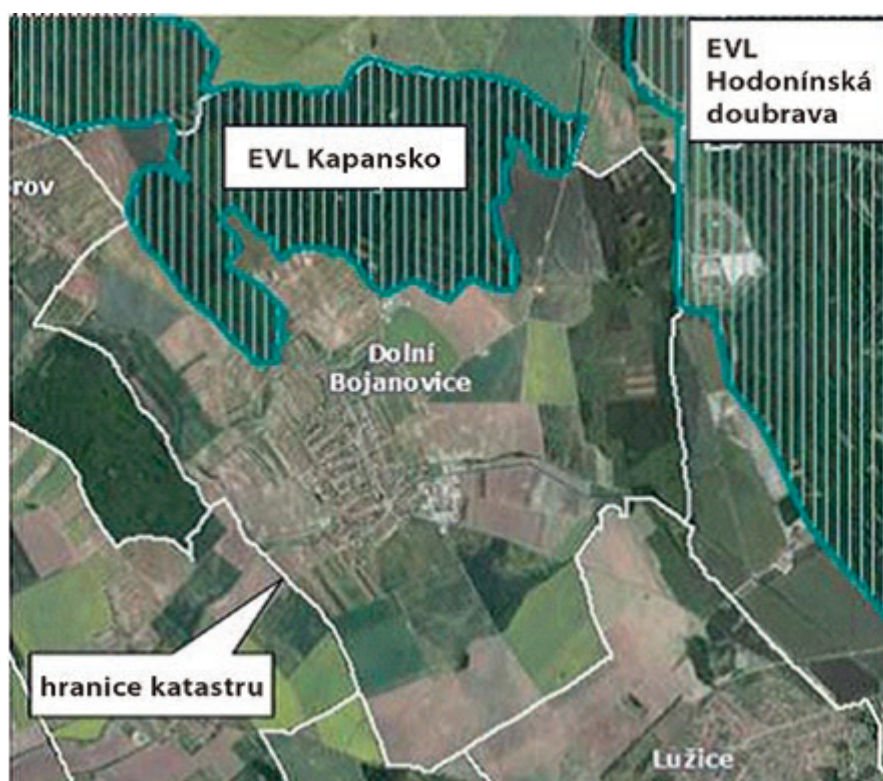 EVL
Hodonínská
doubrava
EVL Kapansko
rov
Dolní
Bojanovice
hranice katastru
Lužice